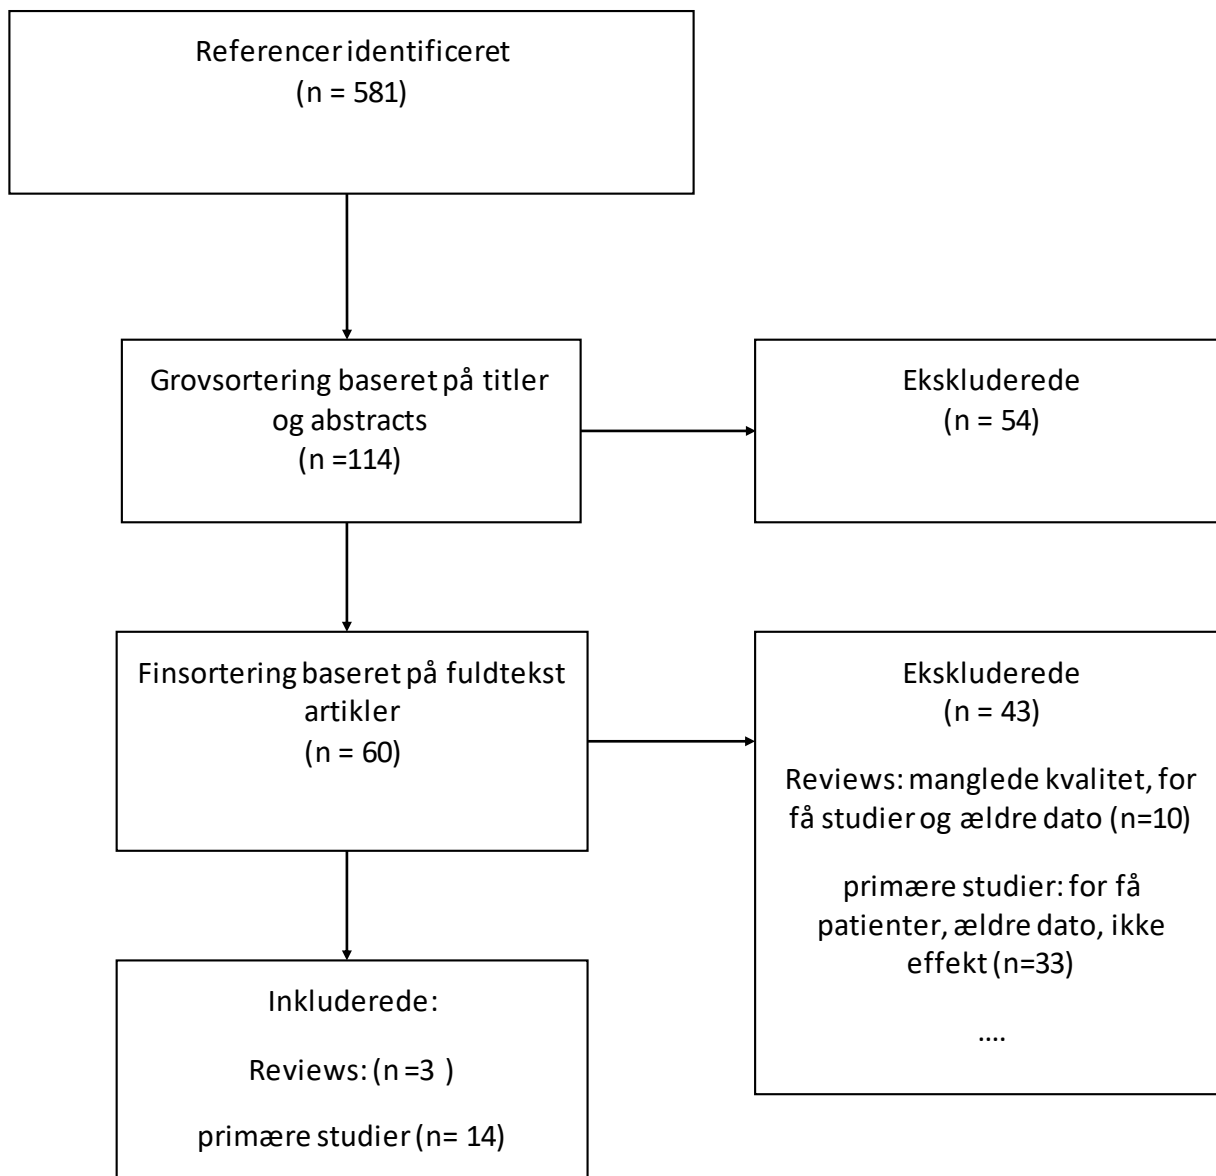 Referencer identificeret
(n = 581)
Grovsortering baseret på titler
og abstracts
(n =114)
Ekskluderede
(n = 54)
Finsortering baseret på fuldtekst
artikler
(n = 60)
Ekskluderede
(n = 43)
Reviews: manglede kvalitet, for
få studier og ældre dato (n=10)
primære studier: for få
patienter, ældre dato, ikke
effekt (n=33)
....
Inkluderede:
Reviews: (n =3 )
primære studier (n= 14)